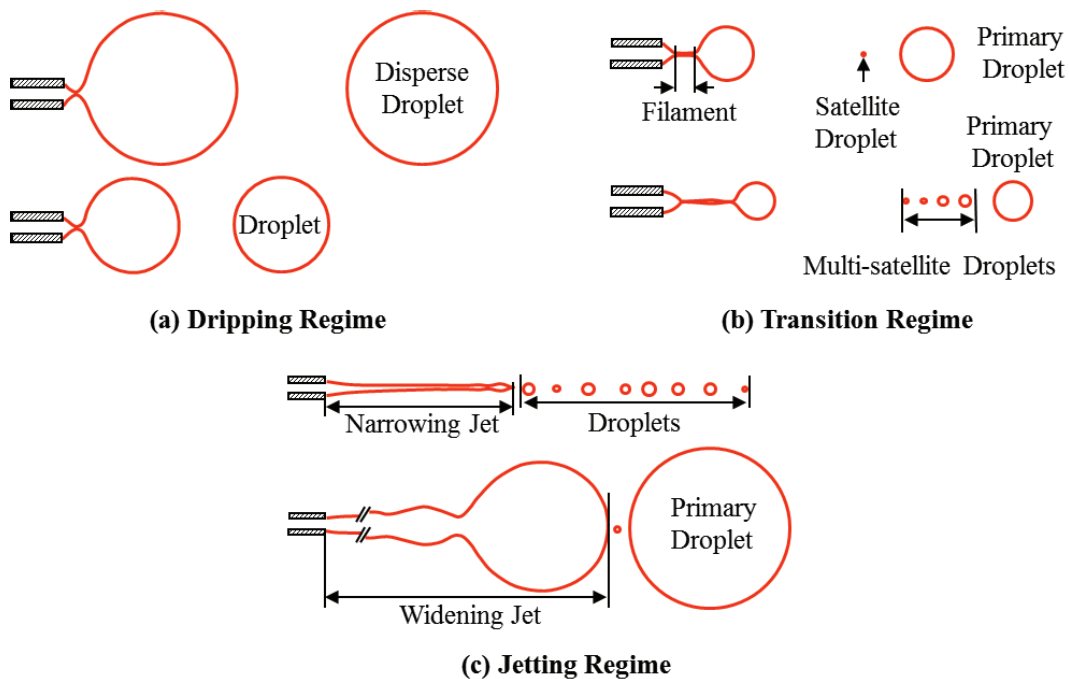 Disperse
Droplet
Droplet
(a) Dripping Regime
Primary
Droplet
Filament
Satellite
Droplet
Primary
Droplet
Multi-satellite Droplets
(b) Transition Regime
Narrowing Jet
Droplets
Primary
Droplet
Widening Jet
(c) Jetting Regime